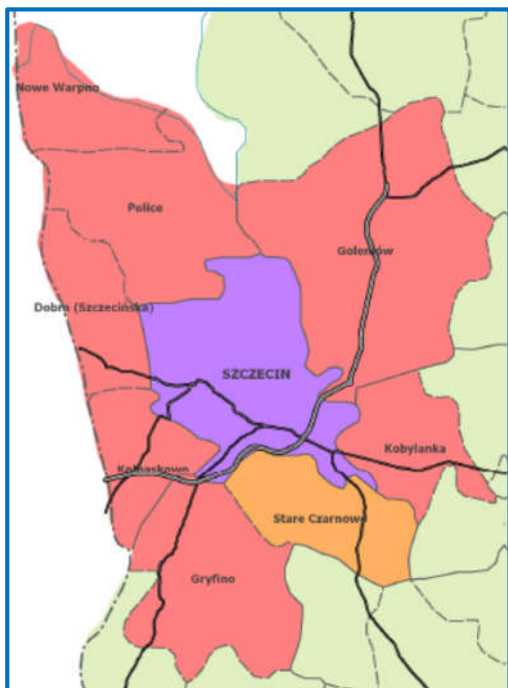 Nowe Warpno
Police
Goleniów
Dobra (Szczecińska)
SZCZECIN
Kobylanka
Kołbaskowo
Stare Czarnowo
Gryfino